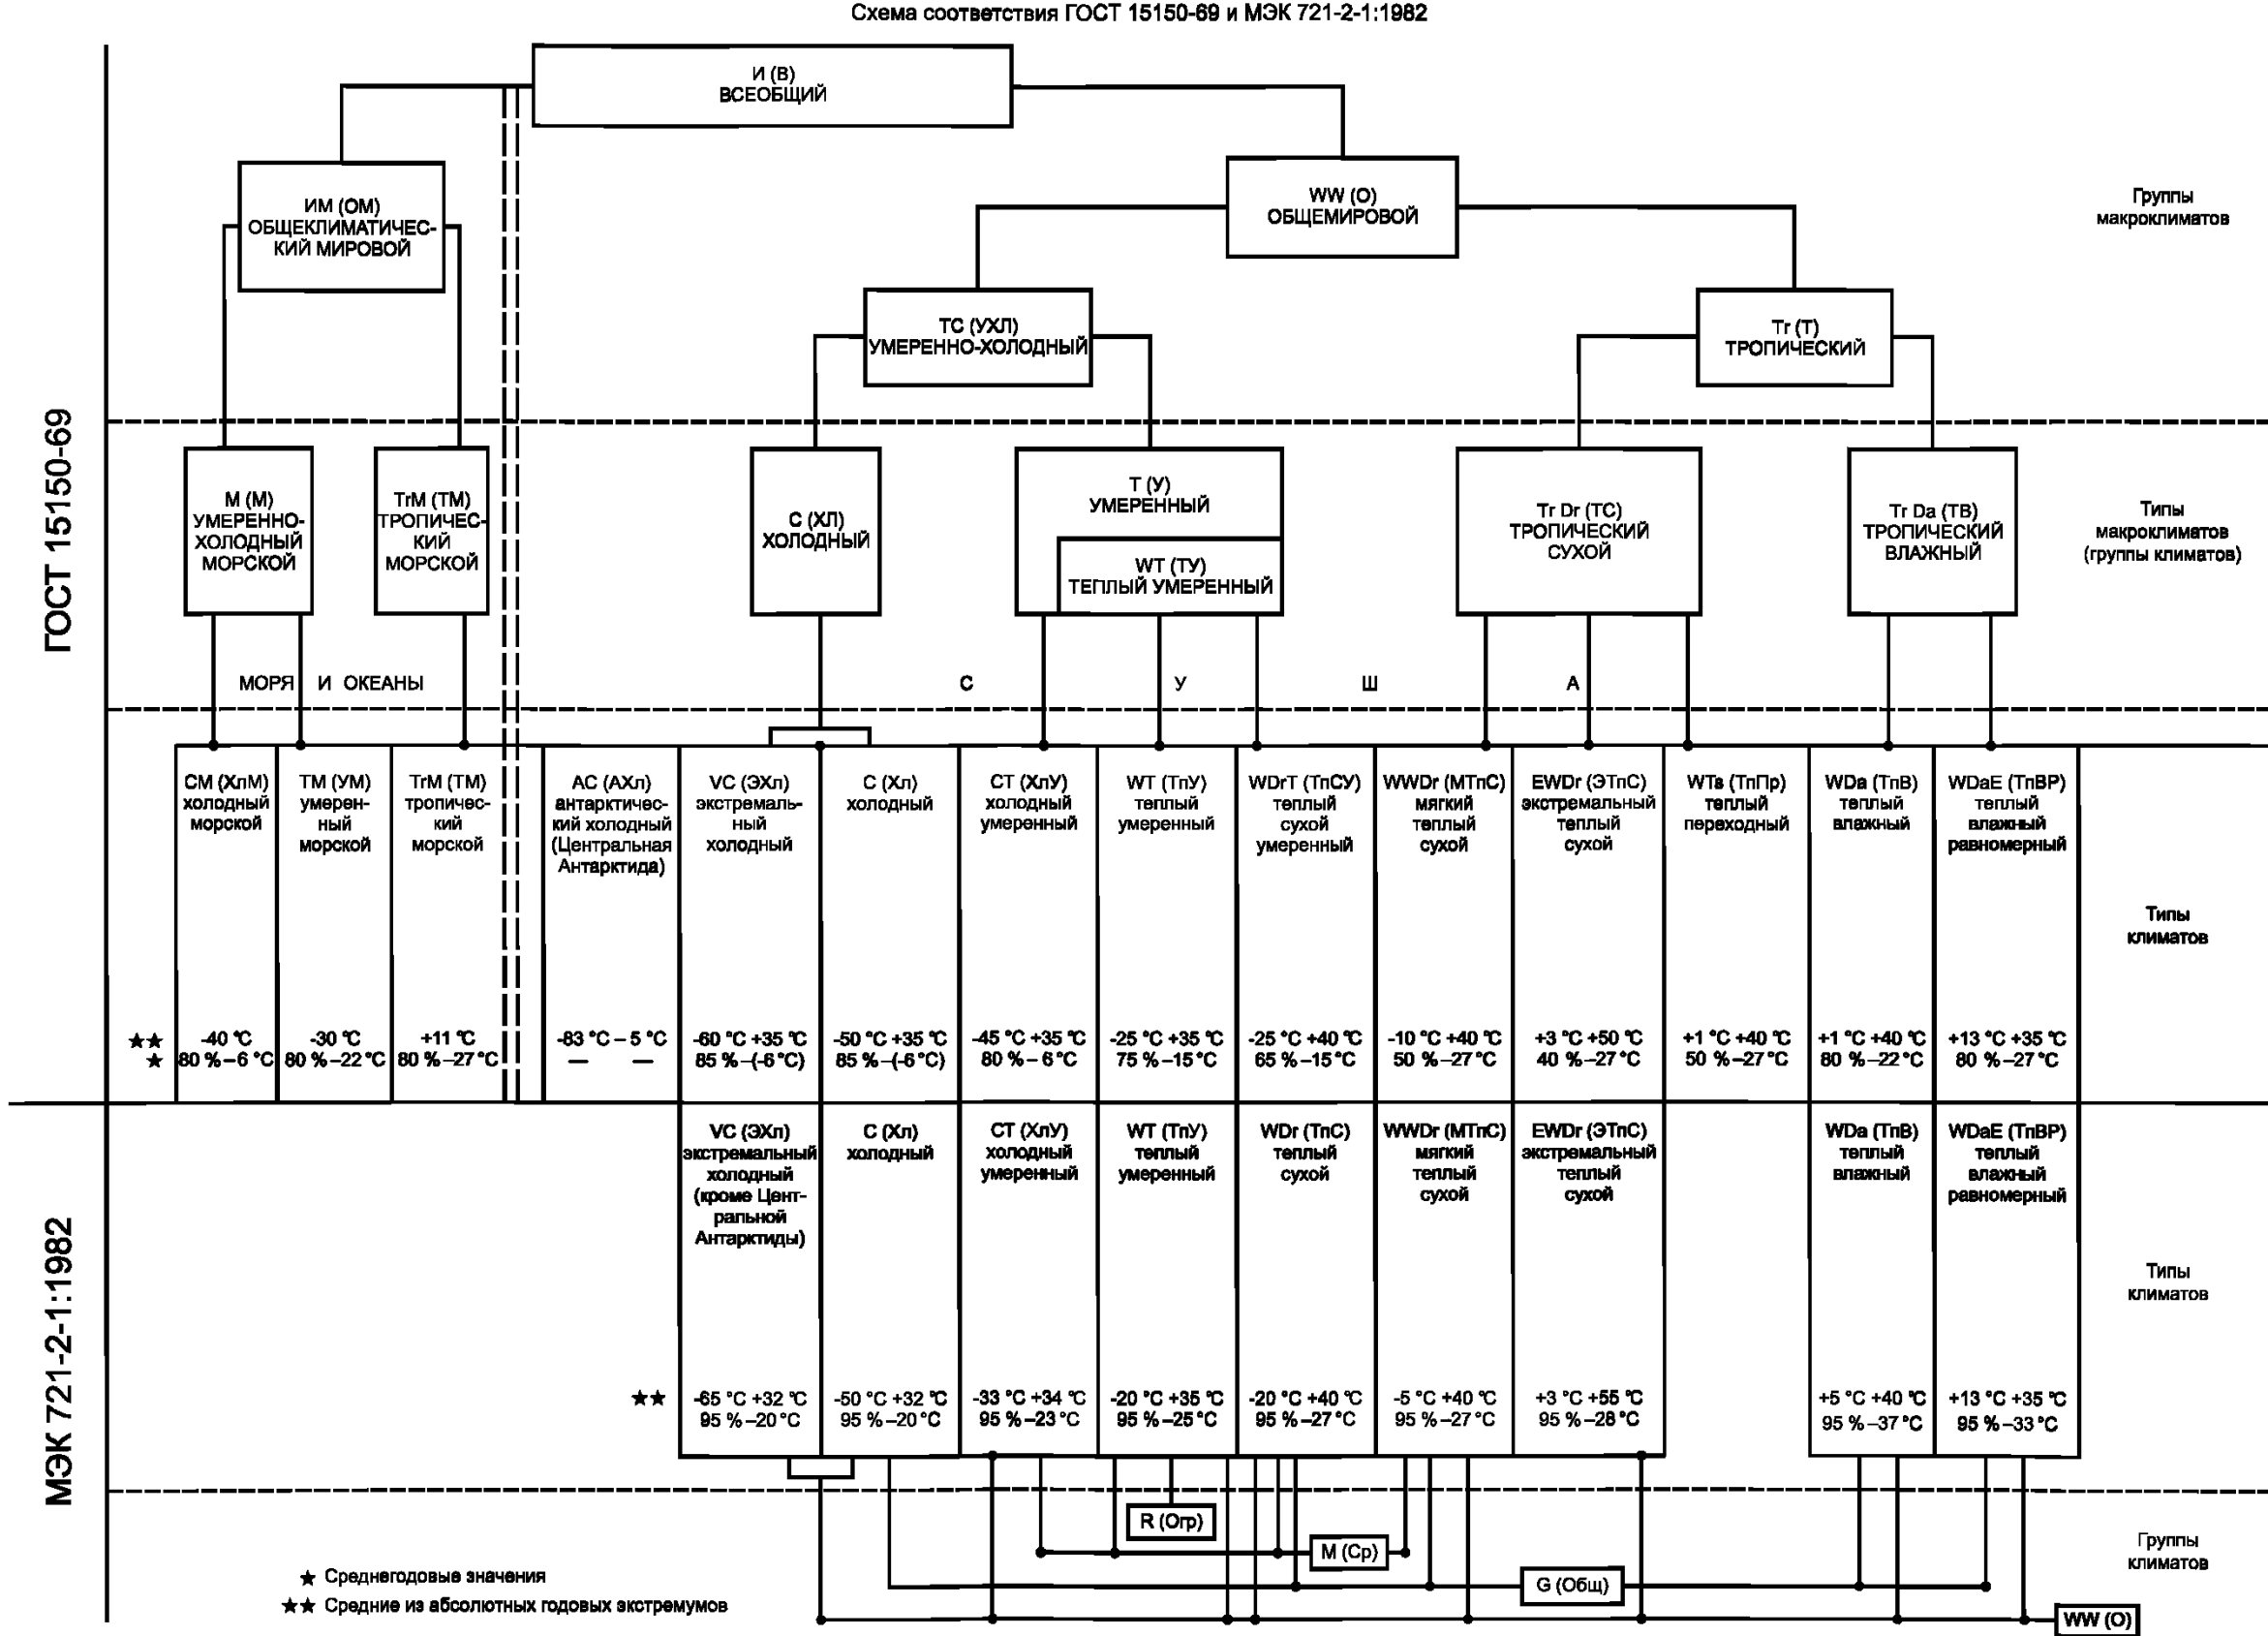 Схема соответствия ГОСТ 15150-69 и МЭК 721-2-1:1982
И (В)
ВСЕОБЩИЙ
ИМ (ОМ)
ОБЩЕКЛИМАТИЧЕС-
КИЙ МИРОВОЙ
WW (О)
ОБЩЕМИРОВОЙ
Группы
макроклиматов
ТС (УХЛ)
УМЕРЕННО-ХОЛОДНЫЙ
Tr (Т)
ТРОПИЧЕСКИЙ
ГОСТ 15150-69
М (М)
УМЕРЕННО-
ХОЛОДНЫЙ
МОРСКОЙ
TrM (ТМ)
ТРОПИЧЕС-
КИЙ
МОРСКОЙ
С (ХЛ)
ХОЛОДНЫЙ
Т (У)
УМЕРЕННЫЙ
WT (ТУ)
ТЕПЛЫЙ УМЕРЕННЫЙ
Tr Dr (ТС)
ТРОПИЧЕСКИЙ
СУХОЙ
Tr Da (ТВ)
ТРОПИЧЕСКИЙ
ВЛАЖНЫЙ
Типы
макроклиматов
(группы климатов)
МОРЯ И ОКЕАНЫ
С У Ш А
СМ (ХлМ)
холодный
морской
ТМ (УМ)
умерен-
ный
морской
TrM (ТМ)
тропичес-
кий
морской
АС (АХл)
антарктичес-
кий холодный
(Центральная
Антарктида)
VC (ЭХл)
экстремаль-
ный
холодный
С (Хл)
холодный
СТ (ХлУ)
холодный
умеренный
WT (ТпУ)
теплый
умеренный
WDrT (ТпСУ)
теплый
сухой
умеренный
WWDr (МТпС)
мягкий
теплый
сухой
EWDr (ЭТпС)
экстремальный
теплый
сухой
WTs (ТпПр)
теплый
переходный
WDa (ТпВ)
теплый
влажный
WDaE (ТпВР)
теплый
влажный
равномерный
Типы
климатов
★★ -40 °С -30 °С +11 °С -83 °С – 5 °С -60 °С +35 °С -50 °С +35 °С -45 °С +35 °С -25 °С +35 °С -25 °С +40 °С -10 °С +40 °С +3 °С +50 °С +1 °С +40 °С +1 °С +40 °С +13 °С +35 °С
★ 80 % –6 °С 80 % –22 °С 80 % –27 °С — — 85 % –(-6 °С) 85 % –(-6 °С) 80 % – 6 °С 75 % –15 °С 65 % –15 °С 50 % –27 °С 40 % –27 °С 50 % –27 °С 80 % –22 °С 80 % –27 °С
МЭК 721-2-1:1982
VC (ЭХл)
экстремальный
холодный
(кроме Цент-
ральной
Антарктиды)
С (Хл)
холодный
СТ (ХлУ)
холодный
умеренный
WT (ТпУ)
теплый
умеренный
WDr (ТпС)
теплый
сухой
WWDr (МТпС)
мягкий
теплый
сухой
EWDr (ЭТпС)
экстремальный
теплый
сухой
WDa (ТпВ)
теплый
влажный
WDaE (ТпВР)
теплый
влажный
равномерный
Типы
климатов
★★ -65 °С +32 °С -50 °С +32 °С -33 °С +34 °С -20 °С +35 °С -20 °С +40 °С -5 °С +40 °С +3 °С +55 °С +5 °С +40 °С +13 °С +35 °С
95 % –20 °С 95 % –20 °С 95 % –23 °С 95 % –25 °С 95 % –27 °С 95 % –27 °С 95 % –28 °С 95 % –37 °С 95 % –33 °С
R (Огр)
М (Ср)
G (Общ)
WW (О)
Группы
климатов
★ Среднегодовые значения
★★ Средние из абсолютных годовых экстремумов